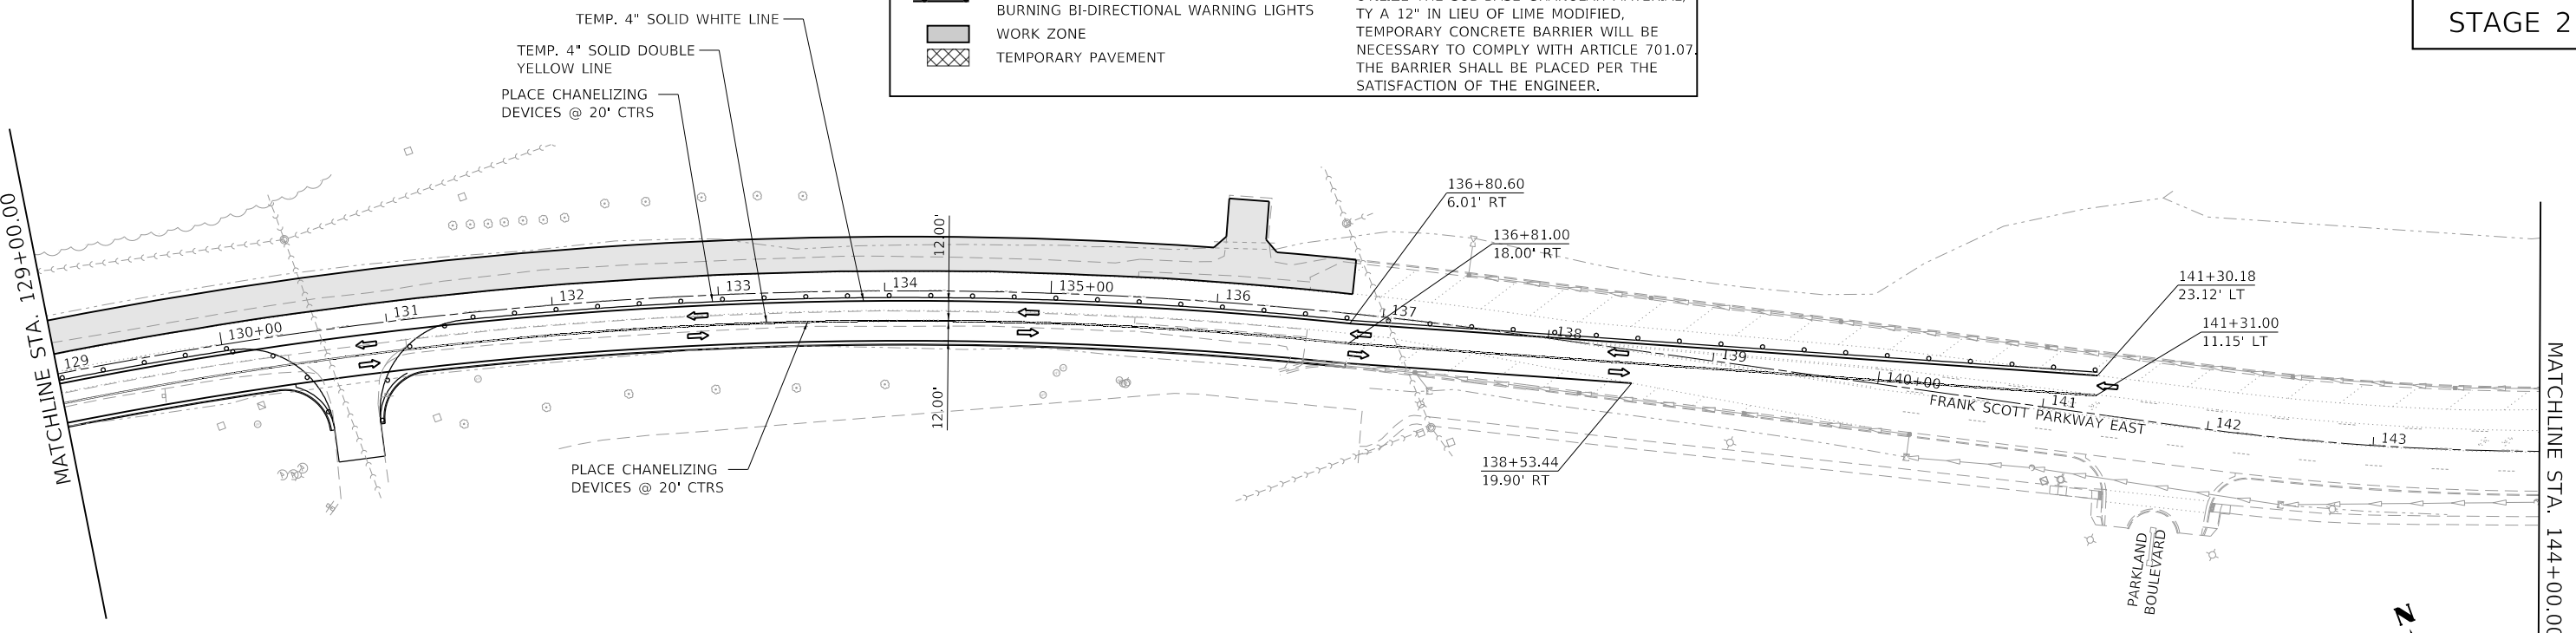 TEMP. 4" SOLID WHITE LINE
TEMP. 4" SOLID DOUBLE
YELLOW LINE
PLACE CHANELIZING
DEVICES @ 20' CTRS
BURNING BI-DIRECTIONAL WARNING LIGHTS
WORK ZONE
TEMPORARY PAVEMENT
TY A 12" IN LIEU OF LIME MODIFIED,
TEMPORARY CONCRETE BARRIER WILL BE
NECESSARY TO COMPLY WITH ARTICLE 701.07.
THE BARRIER SHALL BE PLACED PER THE
SATISFACTION OF THE ENGINEER.
STAGE 2
MATCHLINE STA. 129+00.00
129
130+00
131
132
133
134
135+00
136
137
138
139
140+00
141
142
143
12.00'
12.00'
136+80.60
6.01' RT
136+81.00
18.00' RT
141+30.18
23.12' LT
141+31.00
11.15' LT
138+53.44
19.90' RT
FRANK SCOTT PARKWAY EAST
PLACE CHANELIZING
DEVICES @ 20' CTRS
PARKLAND
BOULEVARD
MATCHLINE STA. 144+00.00
N